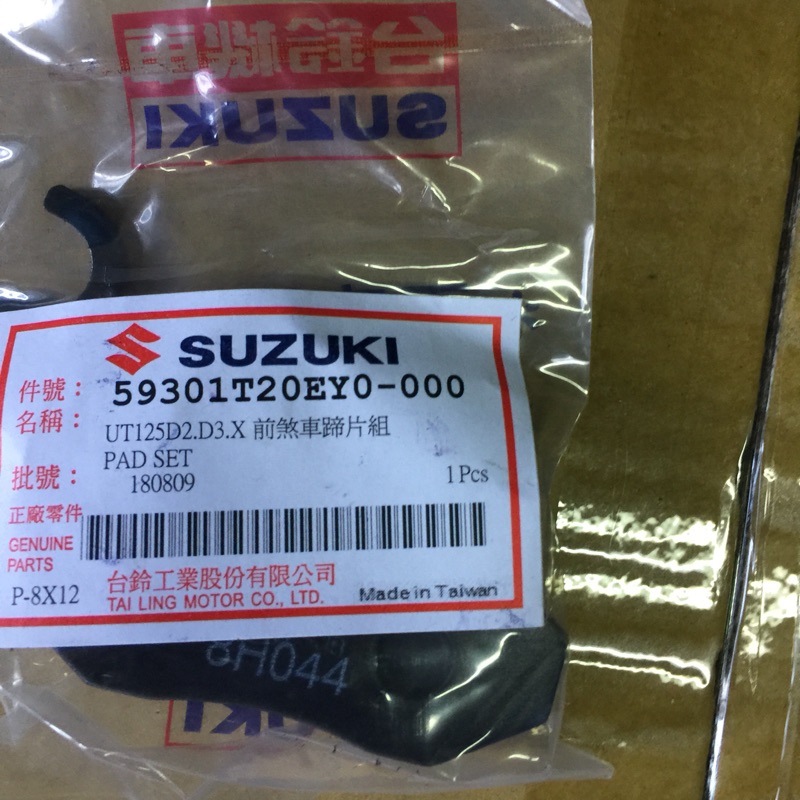 台鈴機車
SUZUKI
SUZUKI
件號： 59301T20EY0-000
名稱： UT125D2.D3.X 前煞車蹄片組
PAD SET
批號： 180809 1Pcs
正廠零件
GENUINE
PARTS
P-8X12
台鈴工業股份有限公司
TAI LING MOTOR CO., LTD.
Made in Taiwan
8H044
SUZUKI